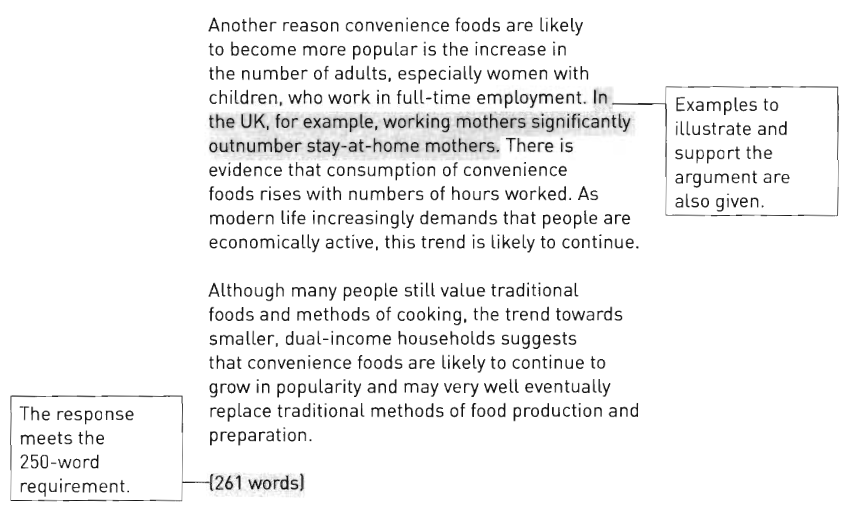 Another reason convenience foods are likely
to become more popular is the increase in
the number of adults, especially women with
children, who work in full-time employment. In
the UK, for example, working mothers significantly
outnumber stay-at-home mothers. There is
evidence that consumption of convenience
foods rises with numbers of hours worked. As
modern life increasingly demands that people are
economically active, this trend is likely to continue.
Examples to
illustrate and
support the
argument are
also given.
Although many people still value traditional
foods and methods of cooking, the trend towards
smaller, dual-income households suggests
that convenience foods are likely to continue to
grow in popularity and may very well eventually
replace traditional methods of food production and
preparation.
The response
meets the
250-word
requirement.
(261 words)